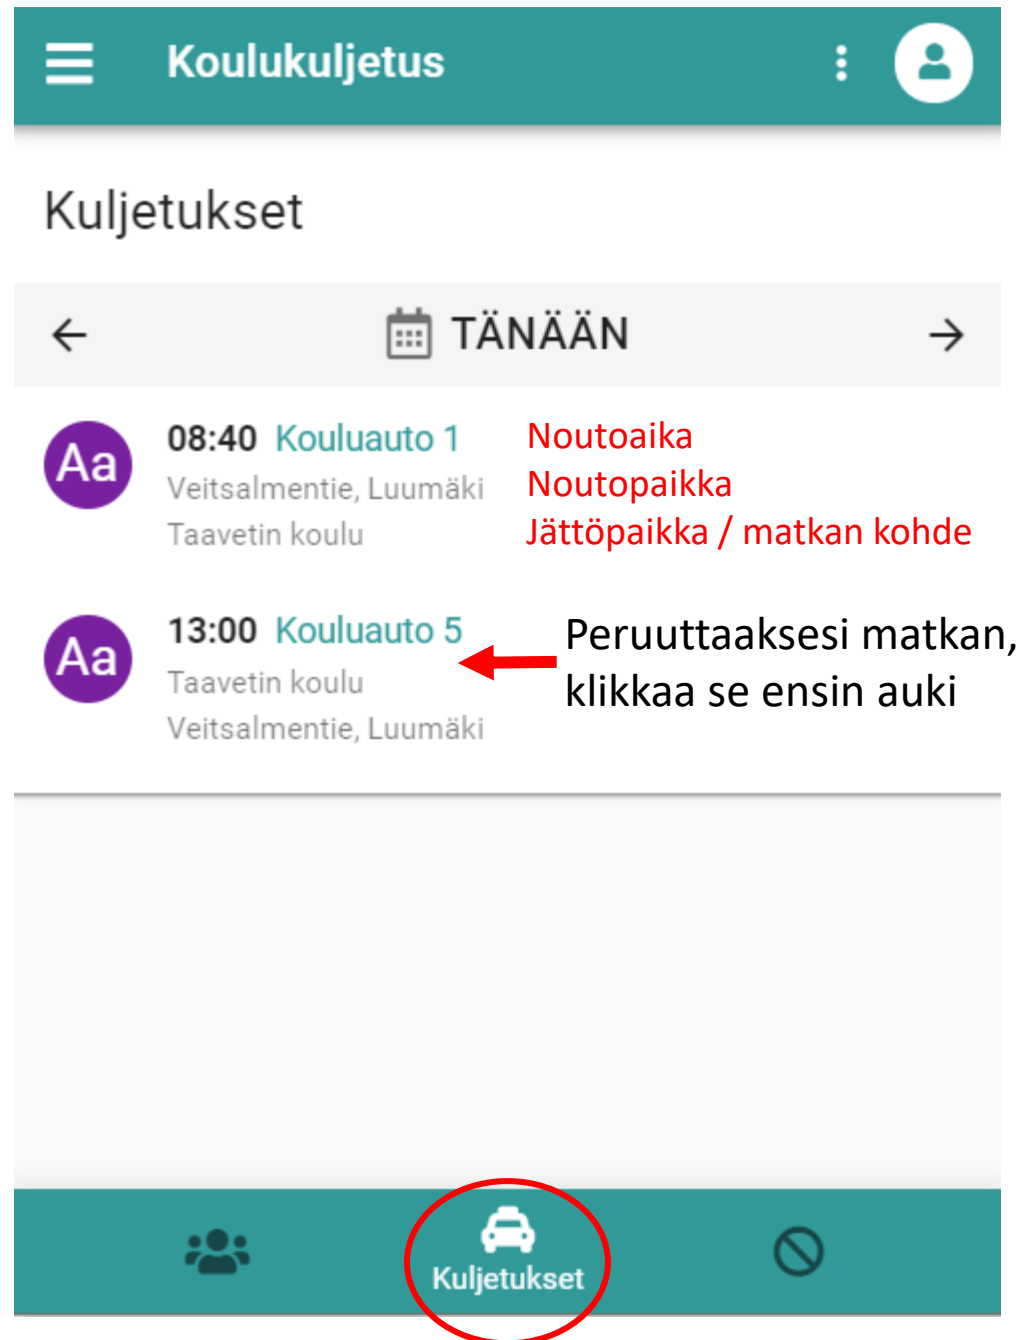 Koulukuljetus
Kuljetukset
TÄNÄÄN
Aa
08:40 Kouluauto 1
Veitsalmentie, Luumäki
Taavetin koulu
Noutoaika
Noutopaikka
Jättöpaikka / matkan kohde
Aa
13:00 Kouluauto 5
Taavetin koulu
Veitsalmentie, Luumäki
Peruuttaaksesi matkan,
klikkaa se ensin auki
Kuljetukset